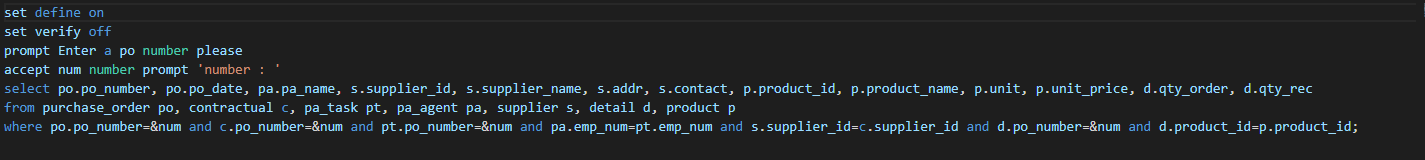 set define on
set verify off
prompt Enter a po number please
accept num number prompt 'number : '
select po.po_number, po.po_date, pa.pa_name, s.supplier_id, s.supplier_name, s.addr, s.contact, p.product_id, p.product_name, p.unit, p.unit_price, d.qty_order, d.qty_rec
from purchase_order po, contractual c, pa_task pt, pa_agent pa, supplier s, detail d, product p
where po.po_number=&num and c.po_number=&num and pt.po_number=&num and pa.emp_num=pt.emp_num and s.supplier_id=c.supplier_id and d.po_number=&num and d.product_id=p.product_id;